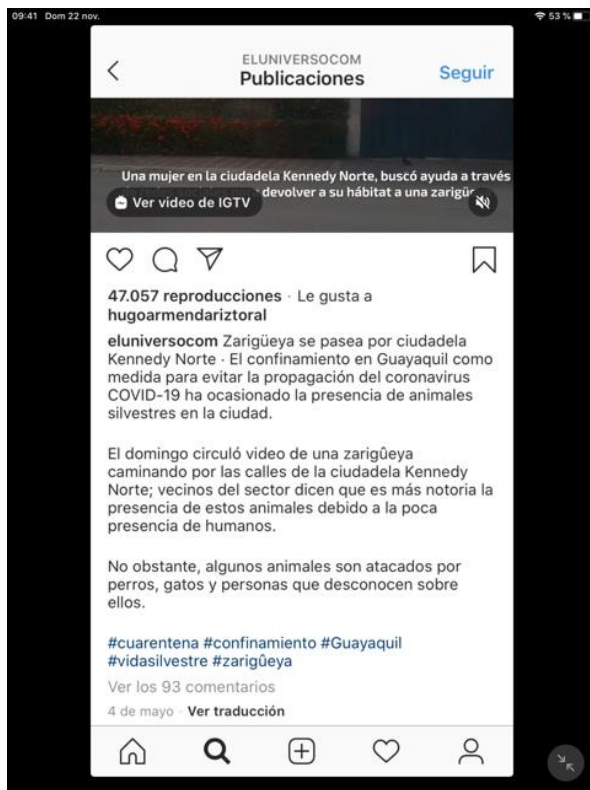 09:41 Dom 22 nov.
53 %
ELUNIVERSOCOM
Publicaciones
Seguir
Una mujer en la ciudadela Kennedy Norte, buscó ayuda a través
devolver a su hábitat a una
Ver video de IGTV
47.057 reproducciones · Le gusta a
hugoarmendariztoral
eluniversocom Zarigüeya se pasea por ciudadela
Kennedy Norte · El confinamiento en Guayaquil como
medida para evitar la propagación del coronavirus
COVID-19 ha ocasionado la presencia de animales
silvestres en la ciudad.
El domingo circuló video de una zarigûeya
caminando por las calles de la ciudadela Kennedy
Norte; vecinos del sector dicen que es más notoria la
presencia de estos animales debido a la poca
presencia de humanos.
No obstante, algunos animales son atacados por
perros, gatos y personas que desconocen sobre
ellos.
#cuarentena #confinamiento #Guayaquil
#vidasilvestre #zarigûeya
Ver los 93 comentarios
4 de mayo · Ver traducción